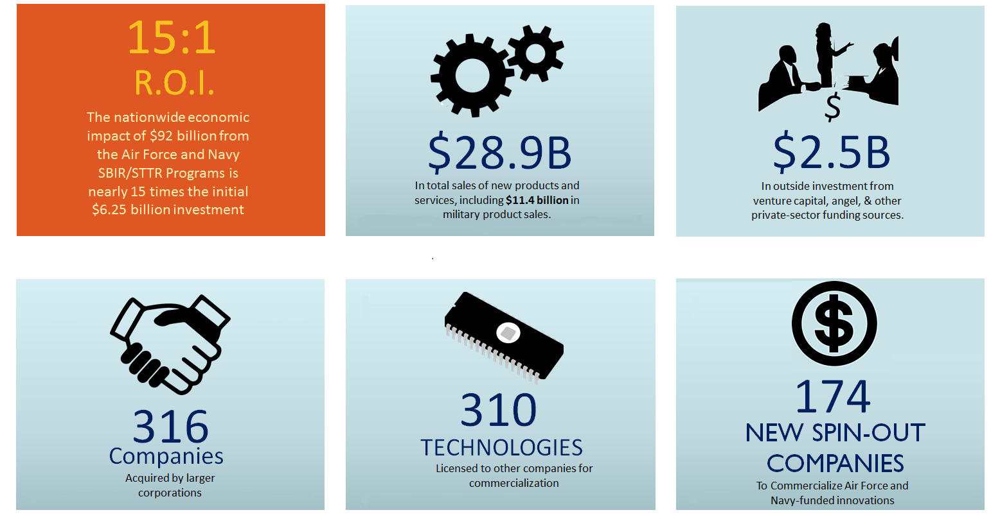 15:1
R.O.I.
The nationwide economic
impact of $92 billion from
the Air Force and Navy
SBIR/STTR Programs is
nearly 15 times the initial
$6.25 billion investment
$28.9B
In total sales of new products and
services, including $11.4 billion in
military product sales.
$
$2.5B
In outside investment from
venture capital, angel, & other
private-sector funding sources.
.
316
Companies
Acquired by larger
corporations
310
TECHNOLOGIES
Licensed to other companies for
commercialization
$
174
NEW SPIN-OUT
COMPANIES
To Commercialize Air Force and
Navy-funded innovations